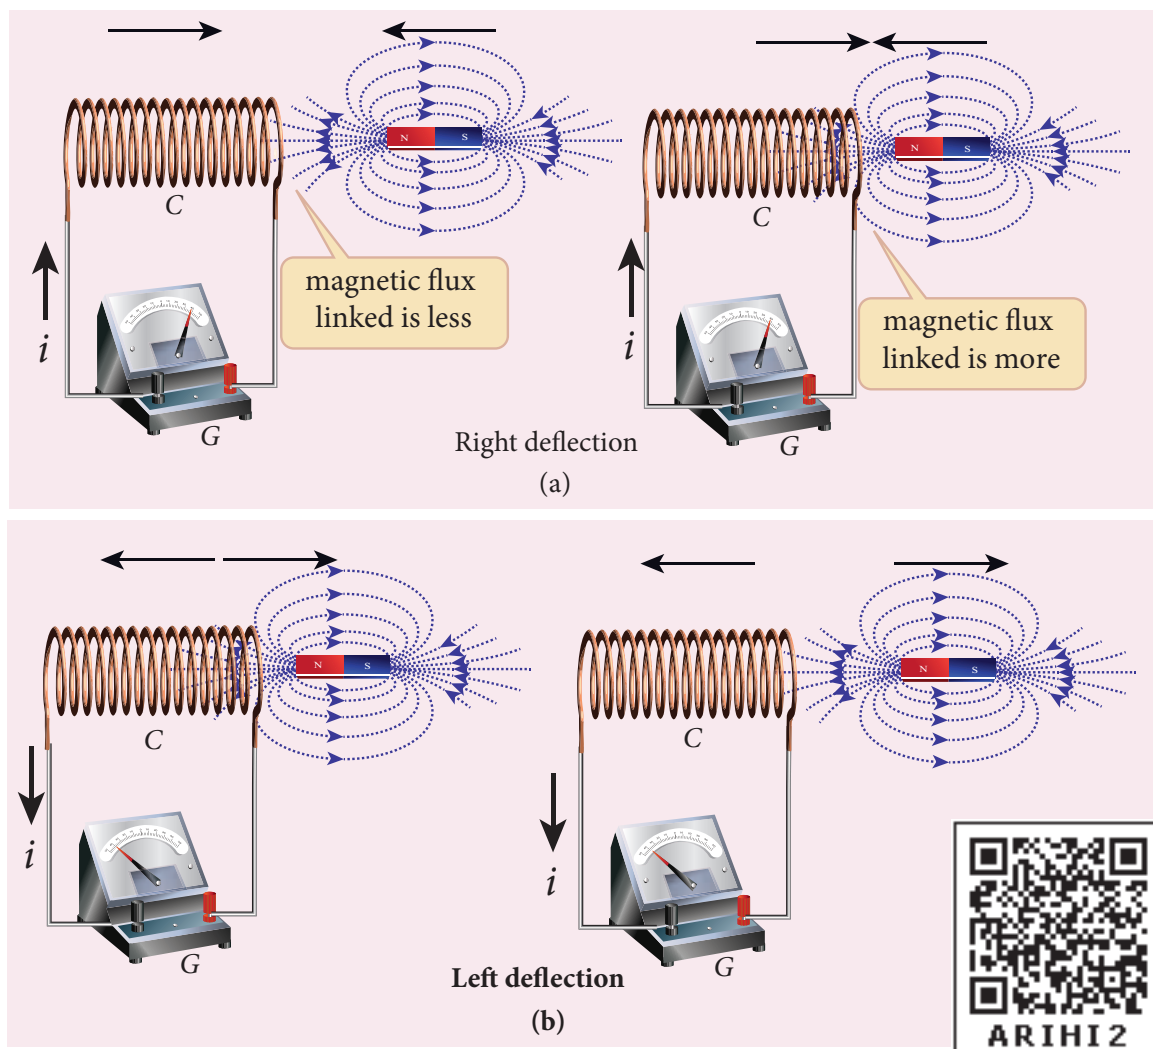 N S
N S
C
C
magnetic flux
linked is less
magnetic flux
linked is more
i
i
G
G
Right deflection
(a)
N S
N S
C
C
i
i
G
G
Left deflection
(b)
ARIHI2